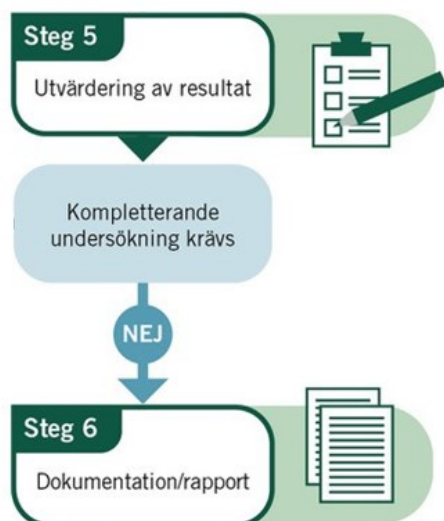 Steg 5
Utvärdering av resultat
Kompletterande
undersökning krävs
NEJ
Steg 6
Dokumentation/rapport